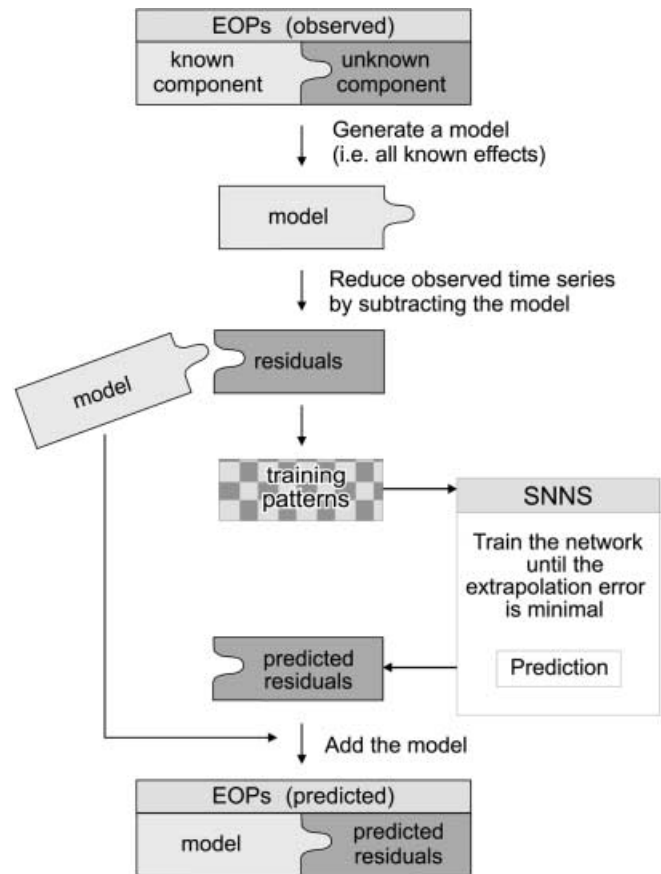 EOPs (observed)
known
component
unknown
component
Generate a model
(i.e. all known effects)
model
Reduce observed time series
by subtracting the model
model
residuals
training
patterns
SNNS
Train the network
until the
extrapolation error
is minimal
Prediction
predicted
residuals
Add the model
EOPs (predicted)
model
predicted
residuals